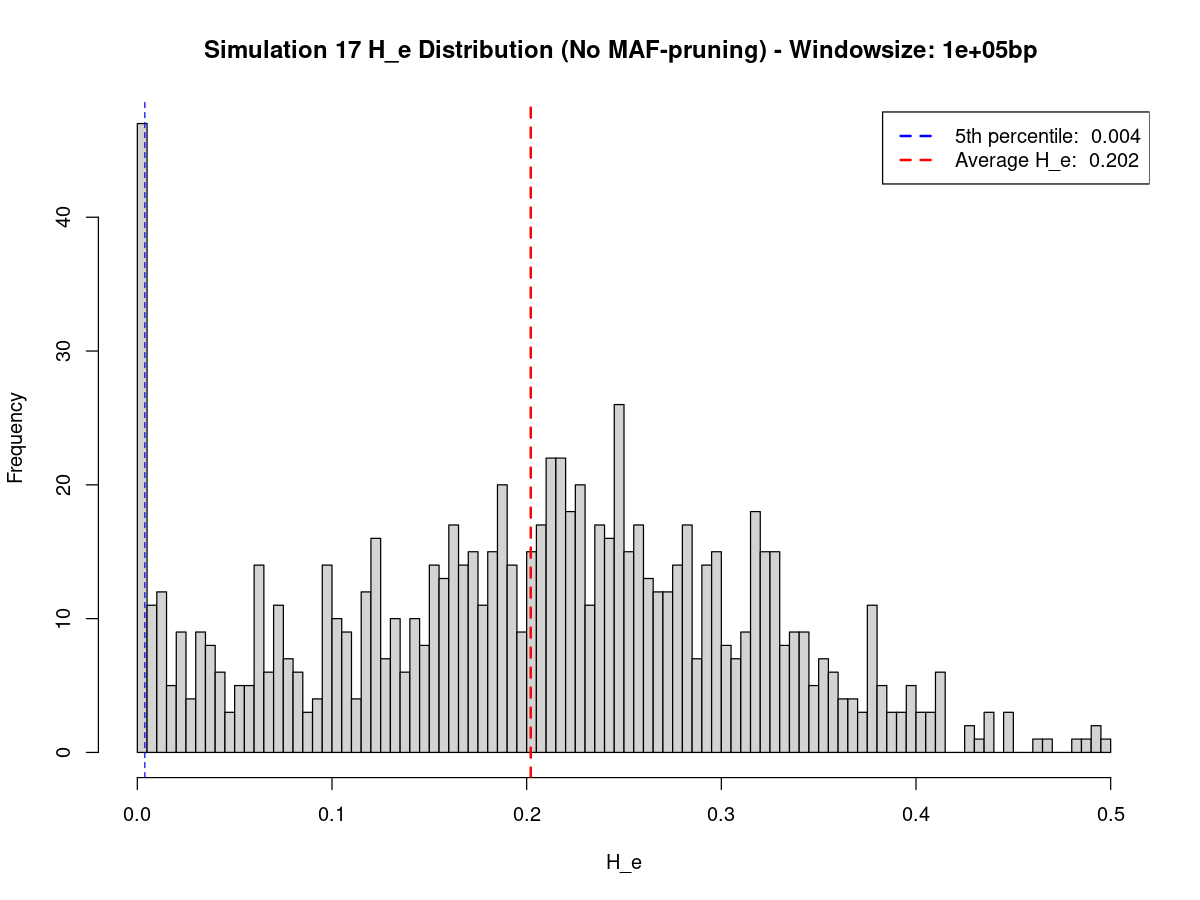 Simulation 17 H_e Distribution (No MAF-pruning) - Windowsize: 1e+05bp
5th percentile: 0.004
Average H_e: 0.202
Frequency
40
30
20
10
0
0.0 0.1 0.2 0.3 0.4 0.5
H_e